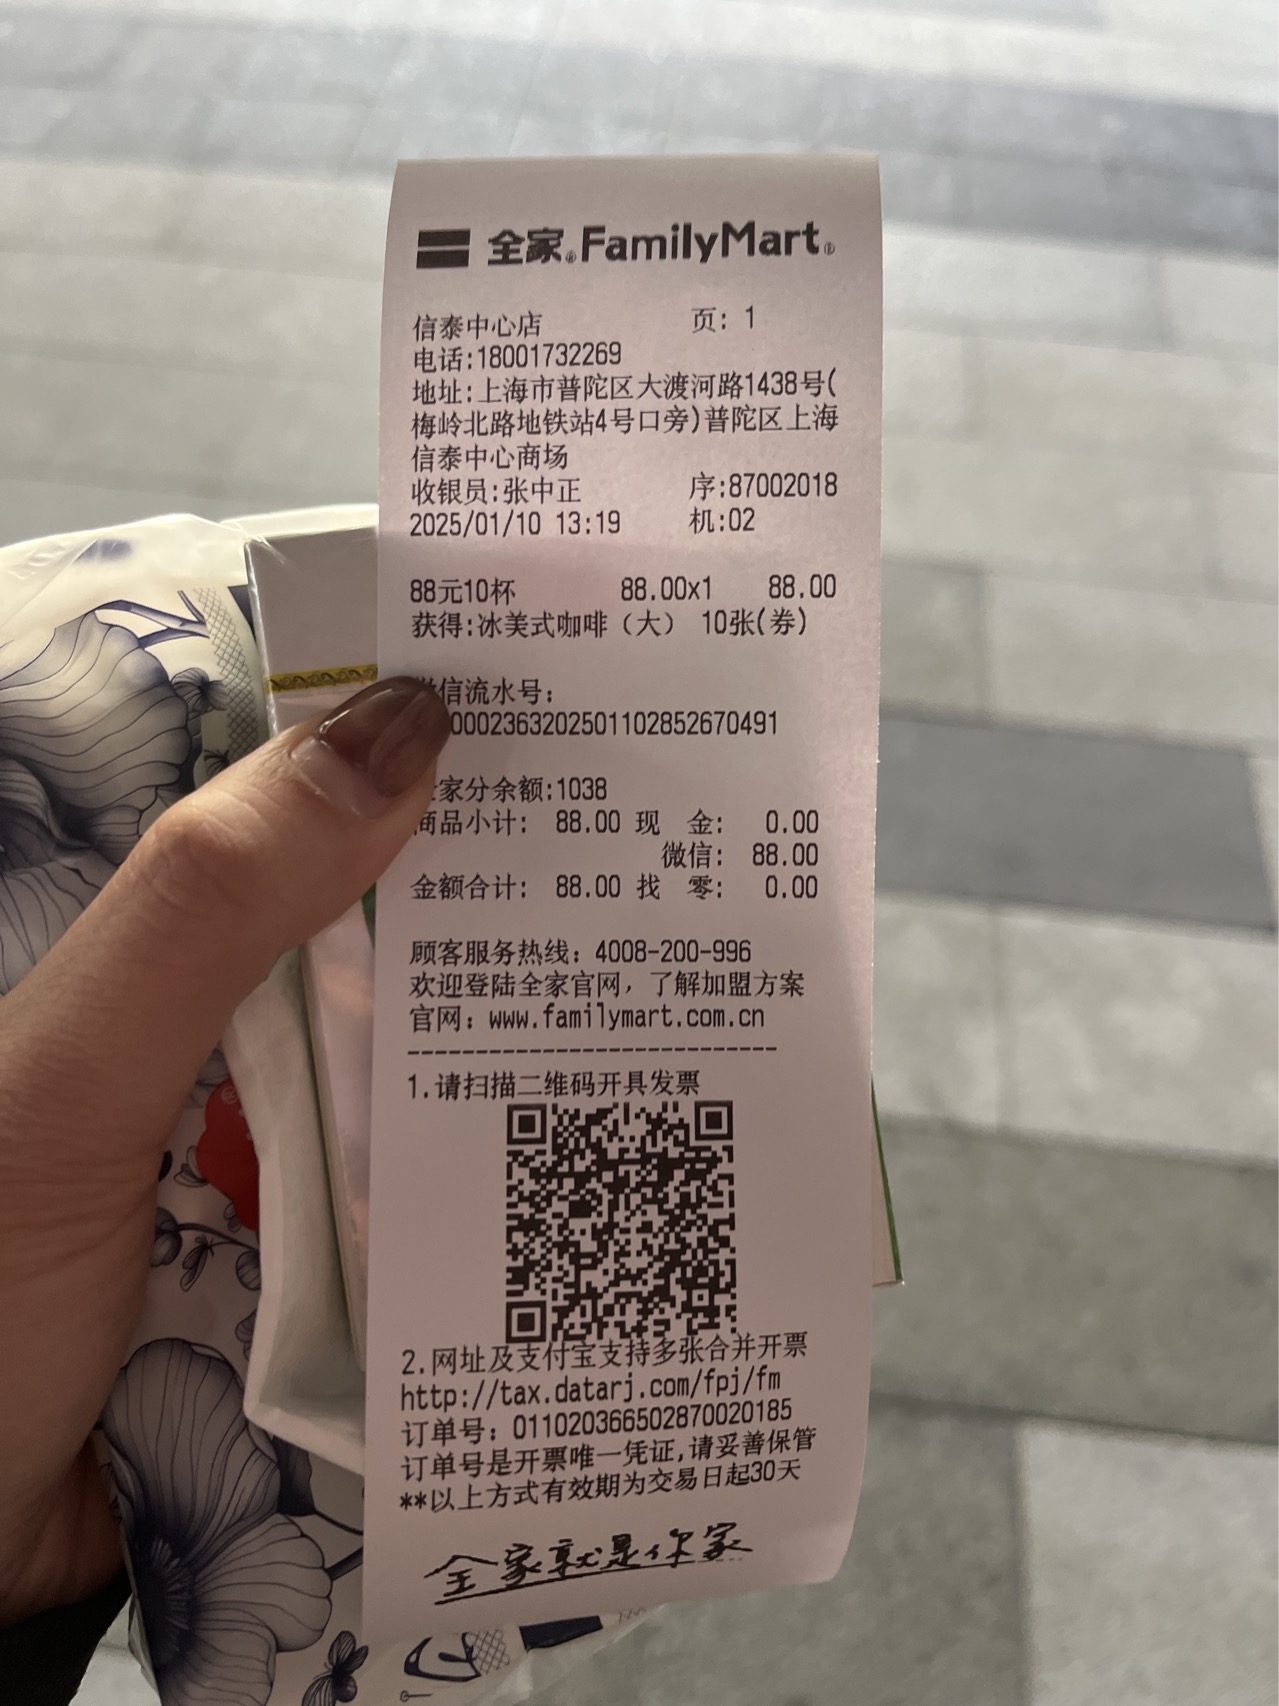 全家 FamilyMart
信泰中心店 页: 1
电话:18001732269
地址:上海市普陀区大渡河路1438号(
梅岭北路地铁站4号口旁)普陀区上海
信泰中心商场
收银员:张中正 序:87002018
2025/01/10 13:19 机:02
88元10杯 88.00x1 88.00
获得:冰美式咖啡（大） 10张(券)
信流水号：
00023632025011028526​70491
家分余额:1038
商品小计: 88.00 现 金: 0.00
微信: 88.00
金额合计: 88.00 找 零: 0.00
顾客服务热线: 4008-200-996
欢迎登陆全家官网，了解加盟方案
官网: www.familymart.com.cn
1.请扫描二维码开具发票
2.网址及支付宝支持多张合并开票
http://tax.datarj.com/fpj/fm
订单号: 011020366502870020185
订单号是开票唯一凭证,请妥善保管
**以上方式有效期为交易日起30天
全家就是你家